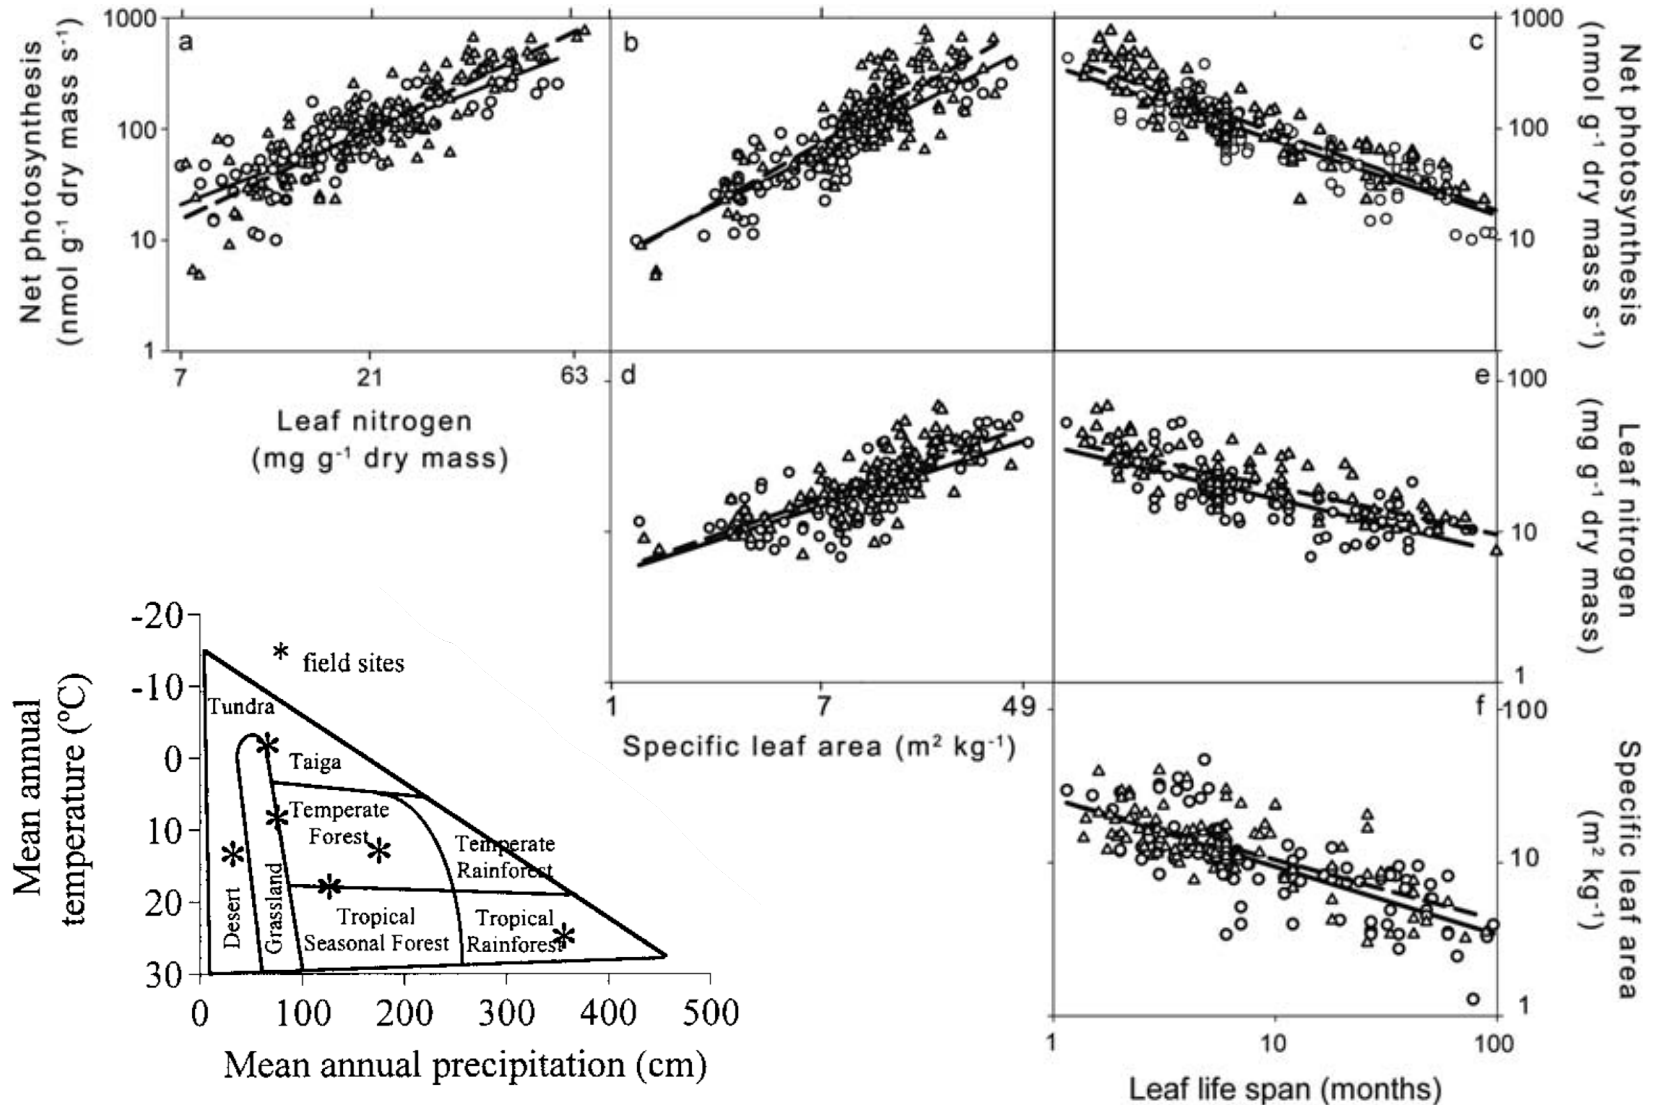 1000
100
10
1
Net photosynthesis
(nmol g⁻¹ dry mass s⁻¹)
a
b
c
1000
100
10
Net photosynthesis
(nmol g⁻¹ dry mass s⁻¹)
7
21
63
Leaf nitrogen
(mg g⁻¹ dry mass)
d
e
100
10
1
Leaf nitrogen
(mg g⁻¹ dry mass)
1
7
49
Specific leaf area (m² kg⁻¹)
f
100
10
1
Specific leaf area
(m² kg⁻¹)
1
10
100
Leaf life span (months)
-20
-10
0
10
20
30
Mean annual
temperature (ºC)
* field sites
Tundra
Taiga
Temperate
Forest
Temperate
Rainforest
Desert
Grassland
Tropical
Seasonal Forest
Tropical
Rainforest
0
100
200
300
400
500
Mean annual precipitation (cm)